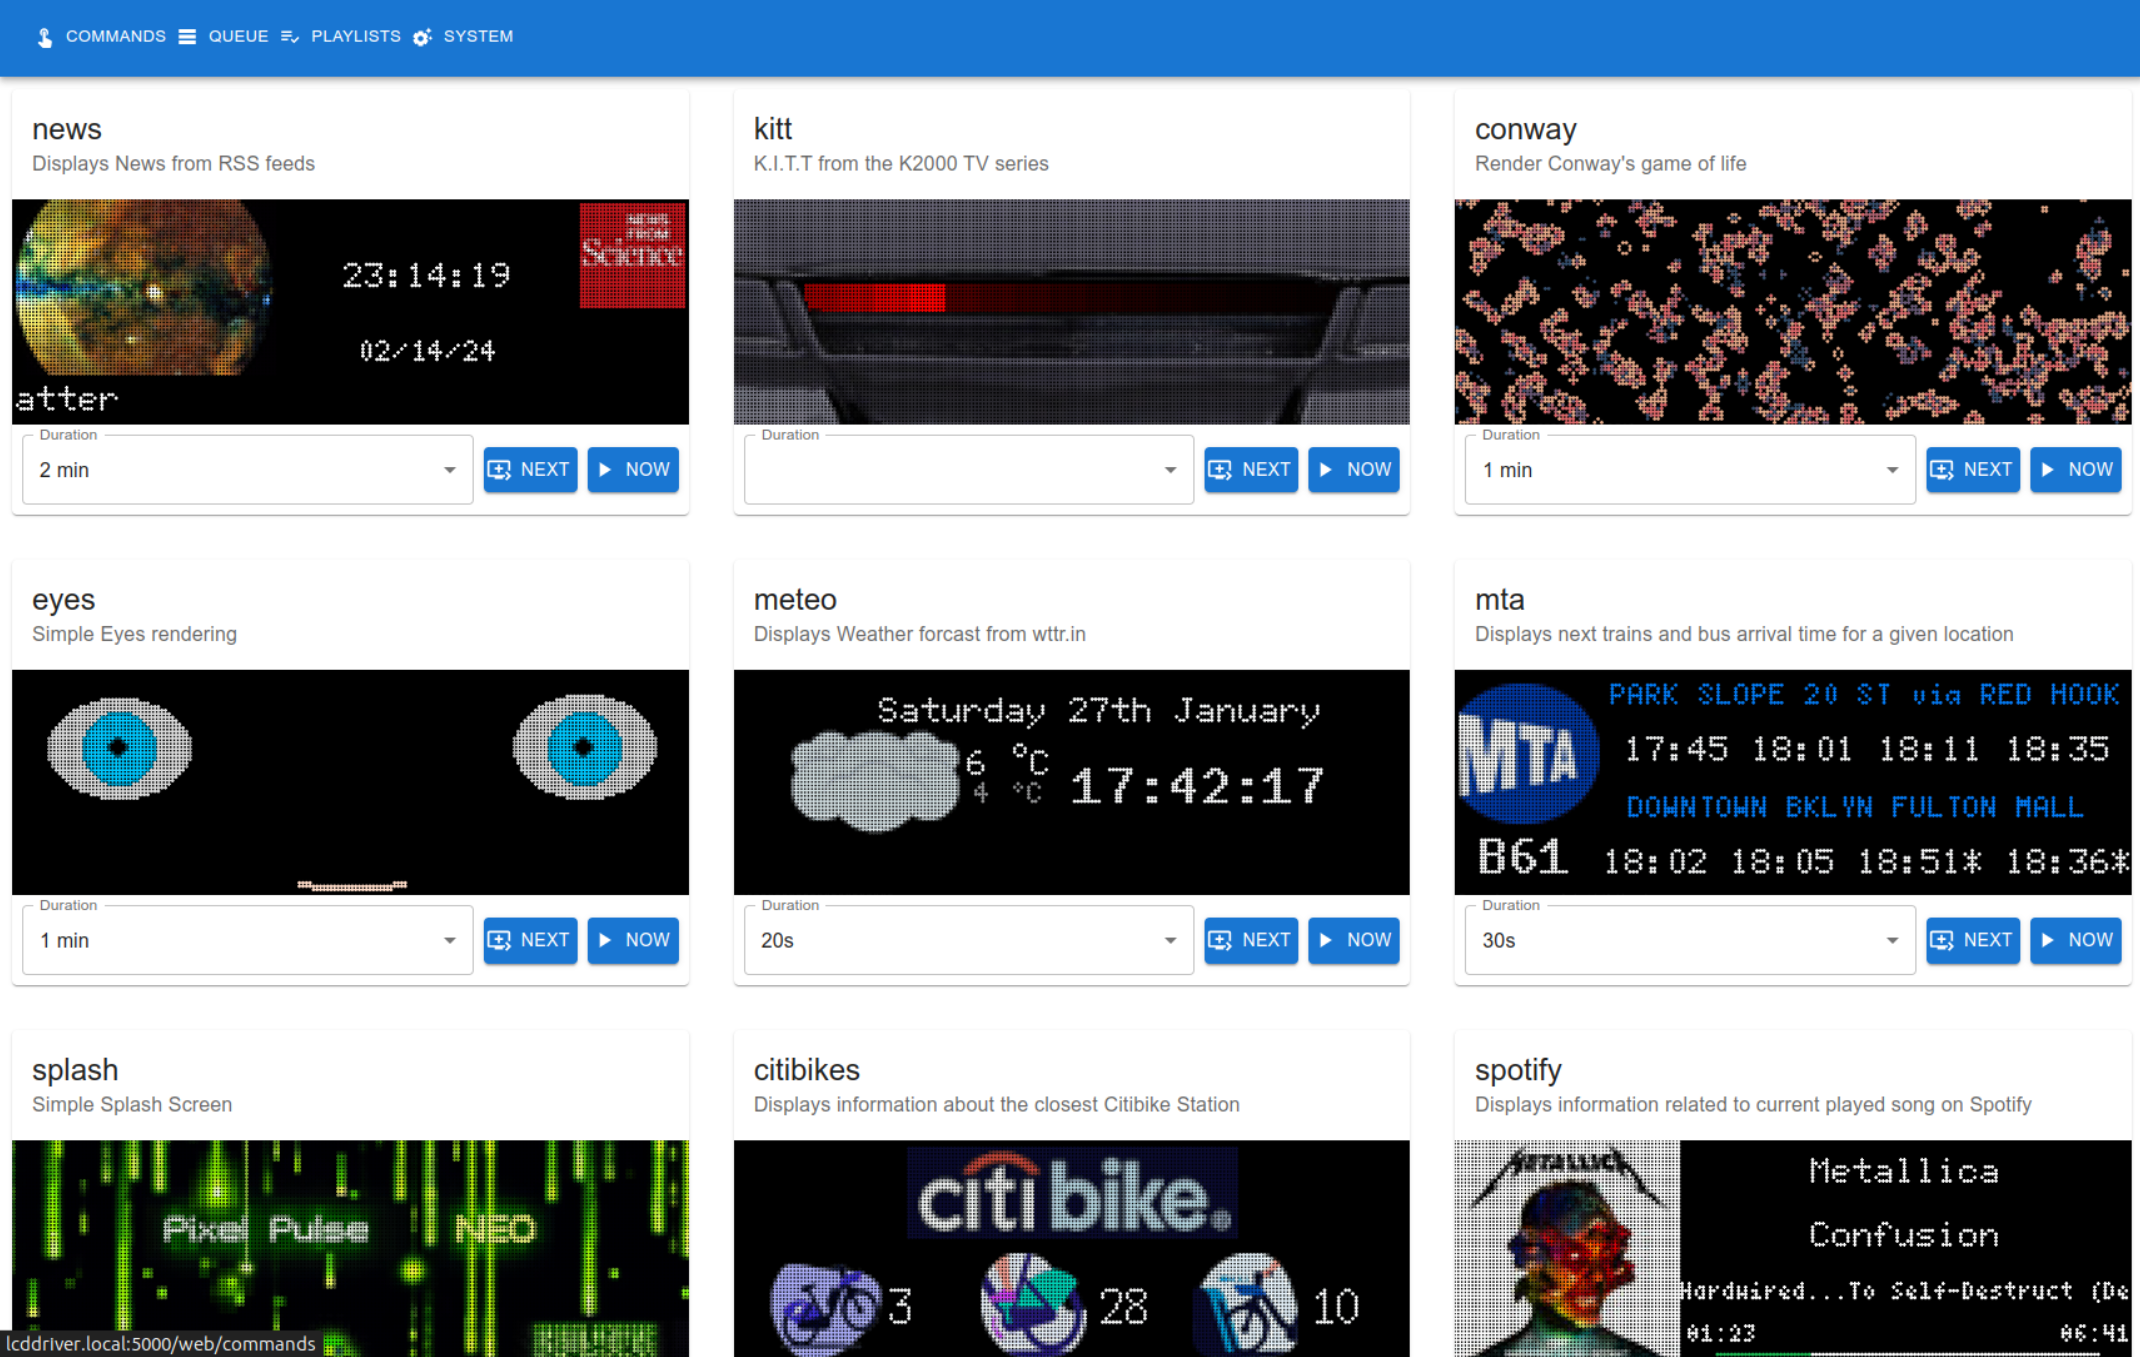 COMMANDS QUEUE PLAYLISTS SYSTEM
news
Displays News from RSS feeds
NEWS
FROM
Science
23:14:19
02/14/24
atter
Duration
2 min
NEXT
NOW
kitt
K.I.T.T from the K2000 TV series
Duration
NEXT
NOW
conway
Render Conway's game of life
Duration
1 min
NEXT
NOW
eyes
Simple Eyes rendering
Duration
1 min
NEXT
NOW
meteo
Displays Weather forcast from wttr.in
Saturday 27th January
6 °C
4 °C
17:42:17
Duration
20s
NEXT
NOW
mta
Displays next trains and bus arrival time for a given location
MTA
PARK SLOPE 20 ST via RED HOOK
17:45 18:01 18:11 18:35
DOWNTOWN BKLYN FULTON MALL
B61
18:02 18:05 18:51* 18:36*
Duration
30s
NEXT
NOW
splash
Simple Splash Screen
Pixel Pulse NEO
citibikes
Displays information about the closest Citibike Station
citi bike.
3 28 10
spotify
Displays information related to current played song on Spotify
METALLICA
Metallica
Confusion
Hardwired...To Self-Destruct (De
01:23
06:41
lcddriver.local:5000/web/commands